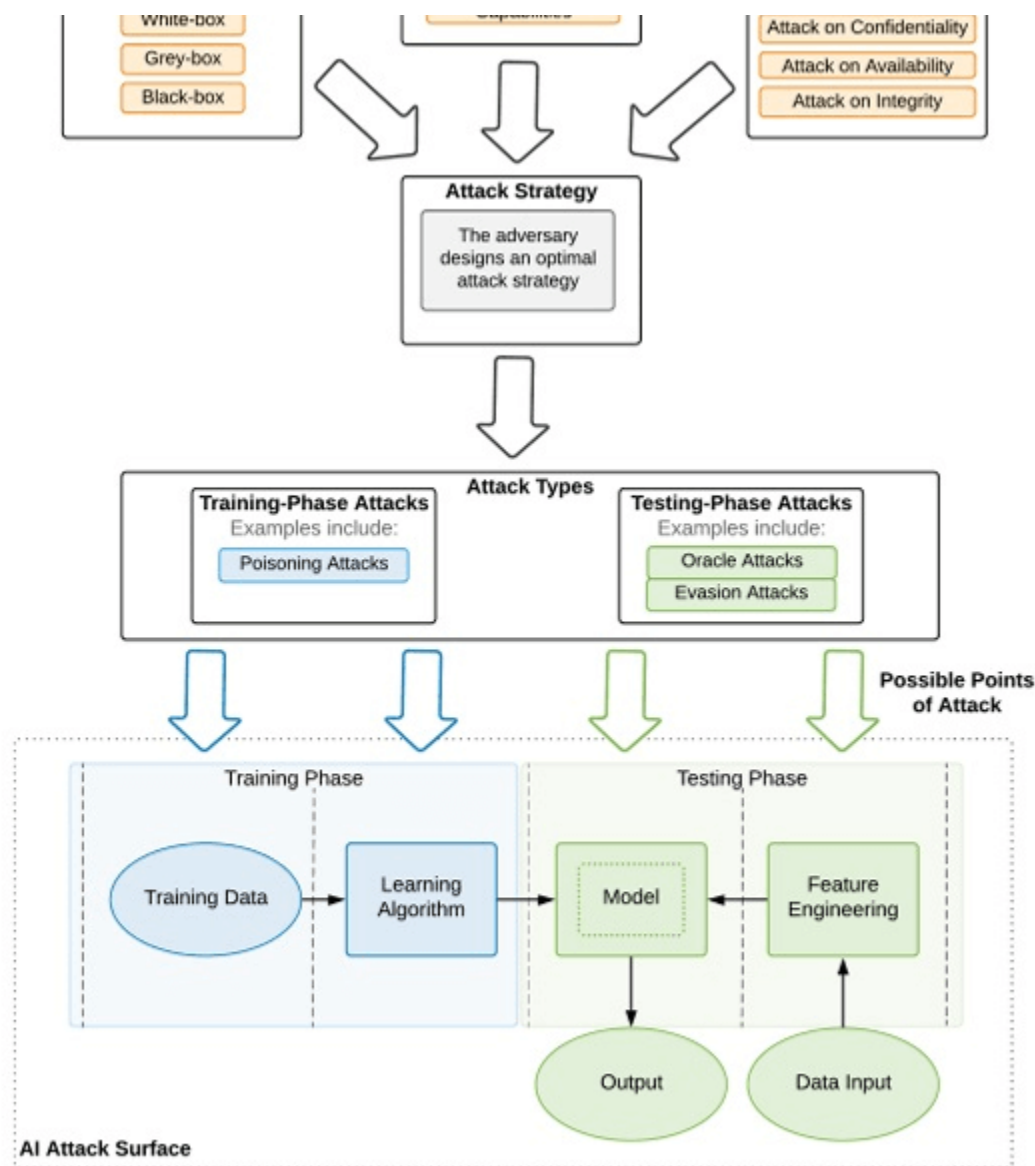 White-box
Grey-box
Black-box
Capabilities
Attack on Confidentiality
Attack on Availability
Attack on Integrity
Attack Strategy
The adversary
designs an optimal
attack strategy
Attack Types
Training-Phase Attacks
Examples include:
Poisoning Attacks
Testing-Phase Attacks
Examples include:
Oracle Attacks
Evasion Attacks
Possible Points
of Attack
Training Phase
Testing Phase
Training Data
Learning
Algorithm
Model
Feature
Engineering
Output
Data Input
AI Attack Surface